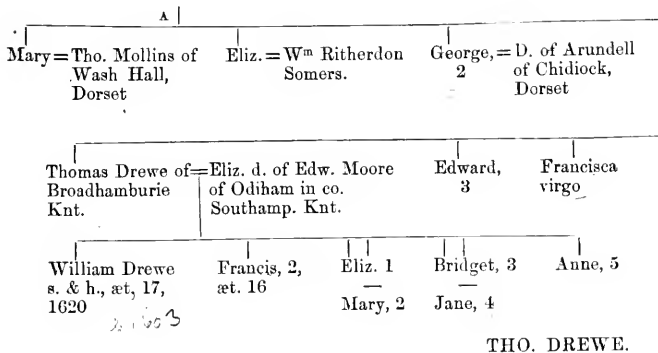 A
Mary = Tho. Mollins of Wash Hall, Dorset
Eliz. = Wm Ritherdon Somers.
George, 2 = D. of Arundell of Chidiock, Dorset
Thomas Drewe of Broadhamburie Knt. = Eliz. d. of Edw. Moore of Odiham in co. Southamp. Knt.
Edward, 3
Francisca virgo
William Drewe s. & h., æt, 17, 1620
Francis, 2, æt. 16
Eliz. 1
Mary, 2
Bridget, 3
Jane, 4
Anne, 5
THO. DREWE.